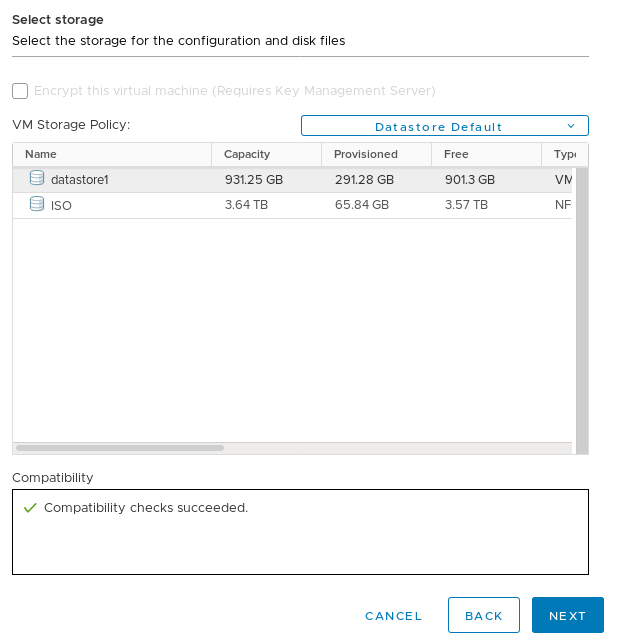 Select storage
Select the storage for the configuration and disk files
Encrypt this virtual machine (Requires Key Management Server)
VM Storage Policy: Datastore Default
Name Capacity Provisioned Free Type
datastore1 931.25 GB 291.28 GB 901.3 GB VM
ISO 3.64 TB 65.84 GB 3.57 TB NF
Compatibility
Compatibility checks succeeded.
CANCEL BACK NEXT